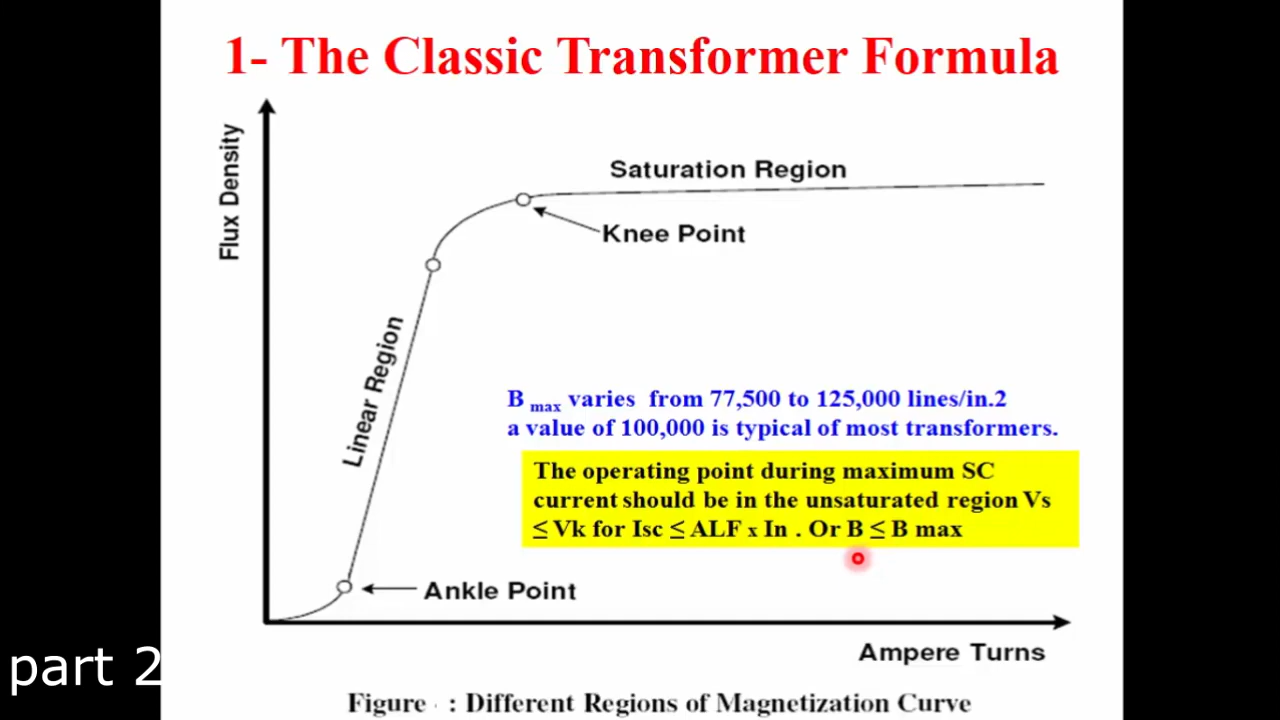 1- The Classic Transformer Formula
Flux Density
Saturation Region
Knee Point
Linear Region
B max varies from 77,500 to 125,000 lines/in.2
a value of 100,000 is typical of most transformers.
The operating point during maximum SC
current should be in the unsaturated region Vs
≤ Vk for Isc ≤ ALF x In . Or B ≤ B max
Ankle Point
Ampere Turns
part 2
Figure : Different Regions of Magnetization Curve